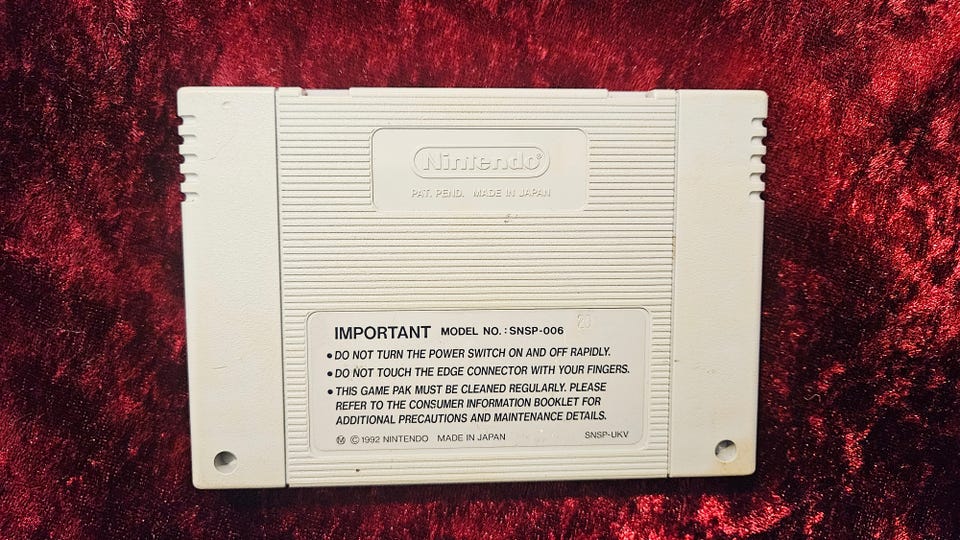 Nintendo®
PAT. PEND. MADE IN JAPAN
IMPORTANT MODEL NO.: SNSP-006
• DO NOT TURN THE POWER SWITCH ON AND OFF RAPIDLY.
• DO NOT TOUCH THE EDGE CONNECTOR WITH YOUR FINGERS.
• THIS GAME PAK MUST BE CLEANED REGULARLY. PLEASE
REFER TO THE CONSUMER INFORMATION BOOKLET FOR
ADDITIONAL PRECAUTIONS AND MAINTENANCE DETAILS.
Ⓜ © 1992 NINTENDO MADE IN JAPAN SNSP-UKV